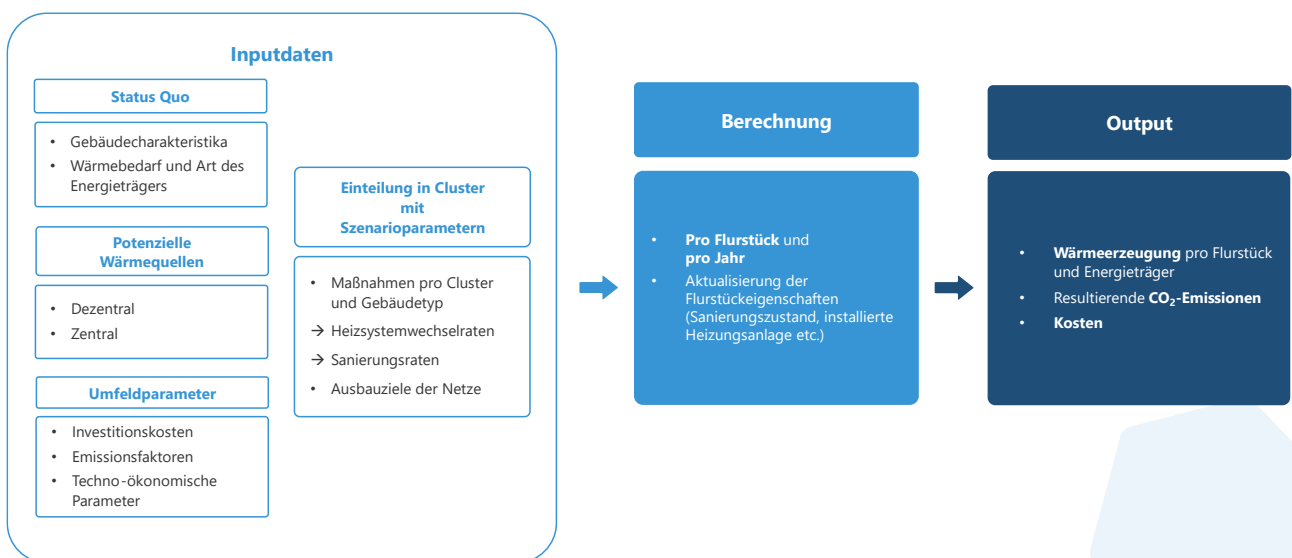 Inputdaten
Status Quo
• Gebäudecharakteristika
• Wärmebedarf und Art des
Energieträgers
Potenzielle
Wärmequellen
• Dezentral
• Zentral
Umfeldparameter
• Investitionskosten
• Emissionsfaktoren
• Techno-ökonomische
Parameter
Einteilung in Cluster
mit
Szenarioparametern
• Maßnahmen pro Cluster
und Gebäudetyp
→ Heizsystemwechselraten
→ Sanierungsraten
• Ausbauziele der Netze
Berechnung
• Pro Flurstück und
pro Jahr
• Aktualisierung der
Flurstückeigenschaften
(Sanierungszustand, installierte
Heizungsanlage etc.)
Output
• Wärmeerzeugung pro Flurstück
und Energieträger
• Resultierende CO₂-Emissionen
• Kosten